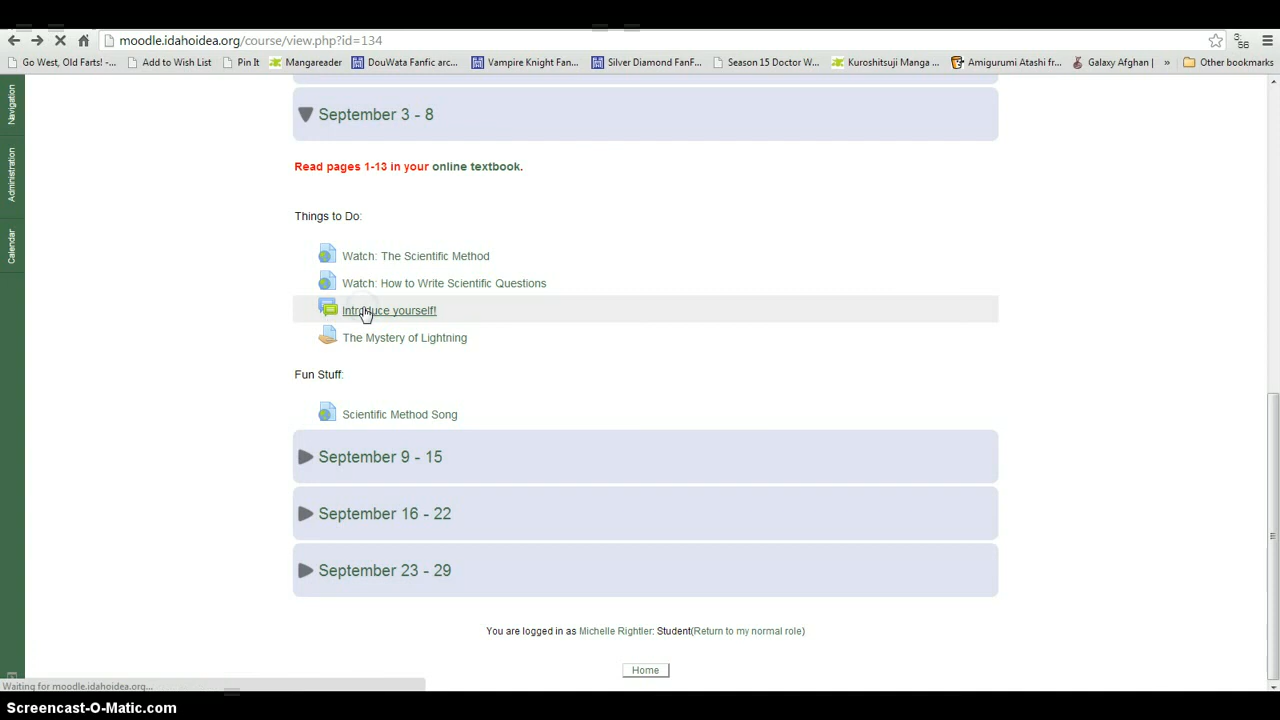 moodle.idahoidea.org/course/view.php?id=134
Go West, Old Farts! -... Add to Wish List Pin It Mangareader DouWata Fanfic arc... Vampire Knight Fan... Silver Diamond FanF... Season 15 Doctor W... Kuroshitsuji Manga ... Amigurumi Atashi fr... Galaxy Afghan | » Other bookmarks
Navigation
Administration
Calendar
September 3 - 8
Read pages 1-13 in your online textbook.
Things to Do:
Watch: The Scientific Method
Watch: How to Write Scientific Questions
Introduce yourself!
The Mystery of Lightning
Fun Stuff:
Scientific Method Song
September 9 - 15
September 16 - 22
September 23 - 29
You are logged in as Michelle Rightler: Student(Return to my normal role)
Home
Waiting for moodle.idahoidea.org...
Screencast-O-Matic.com